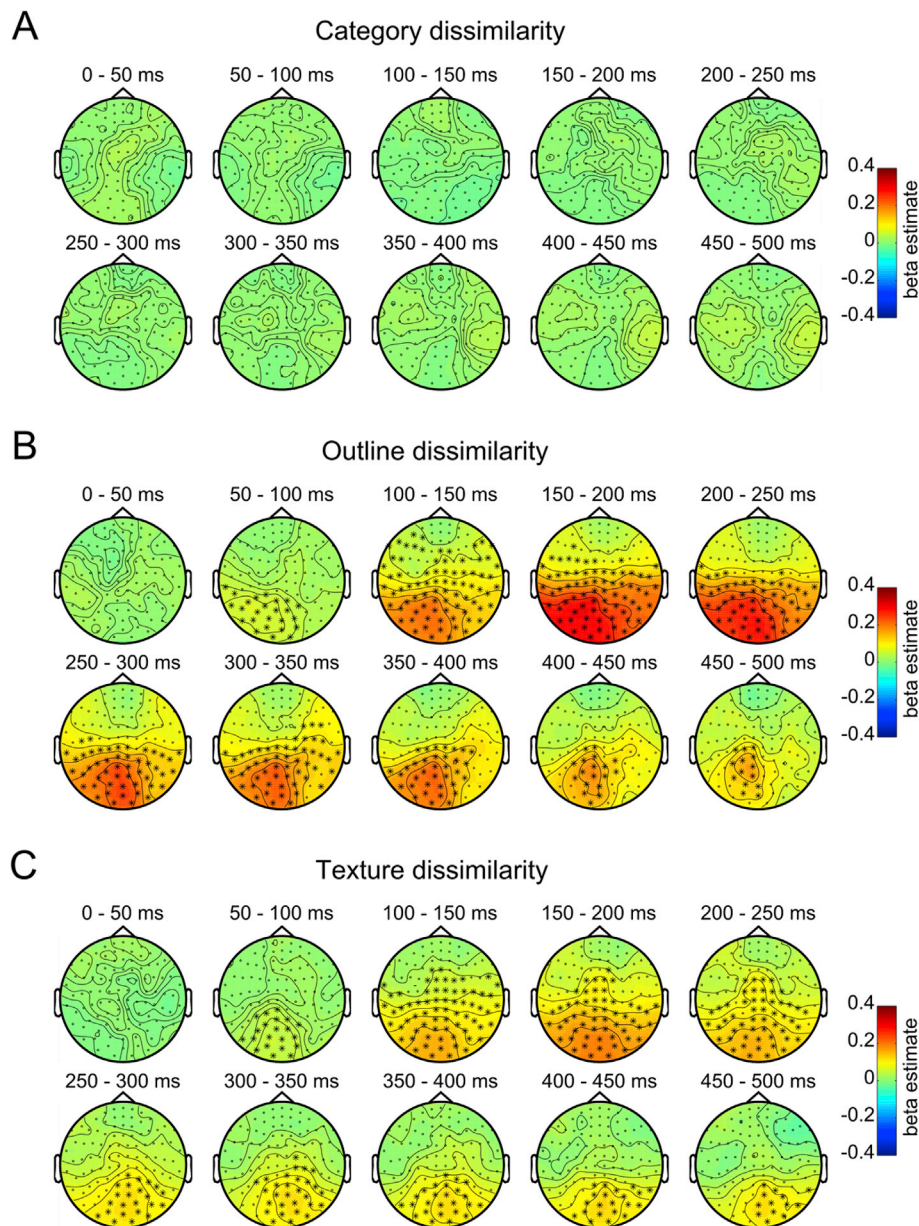 A
Category dissimilarity
0 - 50 ms 50 - 100 ms 100 - 150 ms 150 - 200 ms 200 - 250 ms
250 - 300 ms 300 - 350 ms 350 - 400 ms 400 - 450 ms 450 - 500 ms
0.4
0.2
0
-0.2
-0.4
beta estimate
B
Outline dissimilarity
0 - 50 ms 50 - 100 ms 100 - 150 ms 150 - 200 ms 200 - 250 ms
250 - 300 ms 300 - 350 ms 350 - 400 ms 400 - 450 ms 450 - 500 ms
0.4
0.2
0
-0.2
-0.4
beta estimate
C
Texture dissimilarity
0 - 50 ms 50 - 100 ms 100 - 150 ms 150 - 200 ms 200 - 250 ms
250 - 300 ms 300 - 350 ms 350 - 400 ms 400 - 450 ms 450 - 500 ms
0.4
0.2
0
-0.2
-0.4
beta estimate